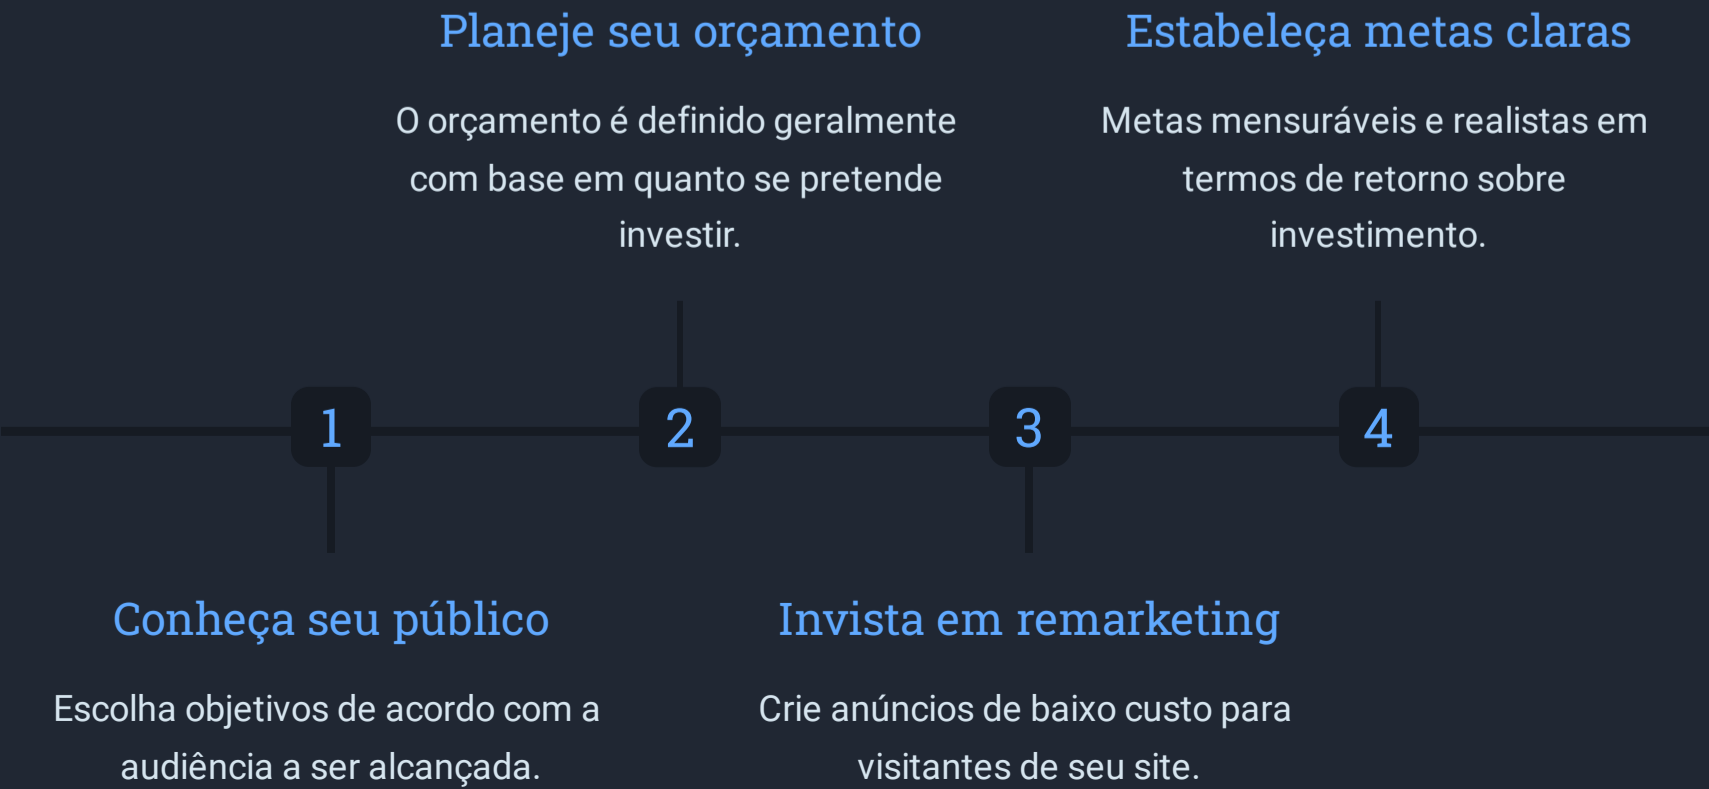 Planeje seu orçamento
O orçamento é definido geralmente
com base em quanto se pretende
investir.
Estabeleça metas claras
Metas mensuráveis e realistas em
termos de retorno sobre
investimento.
1
2
3
4
Conheça seu público
Escolha objetivos de acordo com a
audiência a ser alcançada.
Invista em remarketing
Crie anúncios de baixo custo para
visitantes de seu site.